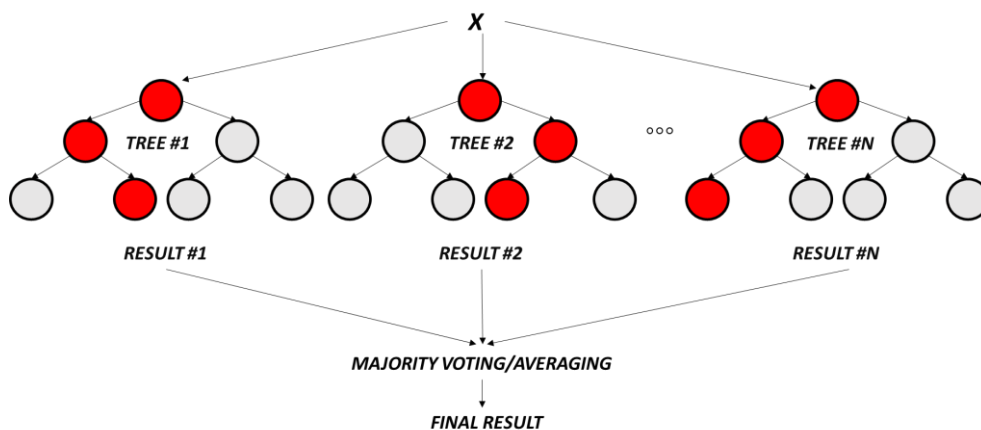 X
TREE #1
TREE #2
TREE #N
RESULT #1
RESULT #2
RESULT #N
MAJORITY VOTING/AVERAGING
FINAL RESULT